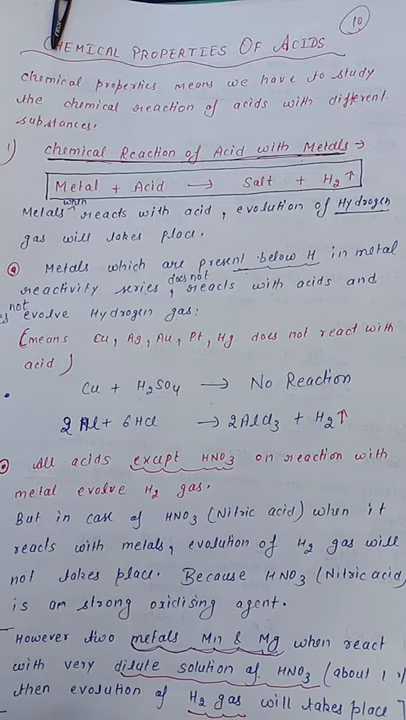 10
CHEMICAL PROPERTIES OF ACIDS
Chemical properties means we have to study
the chemical reaction of acids with different
substances.
1) Chemical Reaction of Acid with Metals →
Metal + Acid → Salt + H2 ↑
Metals when reacts with acid, evolution of Hydrogen
gas will takes place.
Metals which are present below H in metal
reactivity series, does not reacts with acids and
not evolve Hydrogen gas:
(means Cu, Ag, Au, Pt, Hg does not react with
acid)
Cu + H2SO4 → No Reaction
2Al + 6HCl → 2AlCl3 + H2↑
All acids except HNO3 on reaction with
metal evolve H2 gas.
But in case of HNO3 (Nitric acid) when it
reacts with metals, evolution of H2 gas will
not takes place. Because HNO3 (Nitric acid)
is an strong oxidising agent.
However two metals Mn & Mg when react
with very dilute solution of HNO3 (about 1
then evolution of H2 gas will takes place]